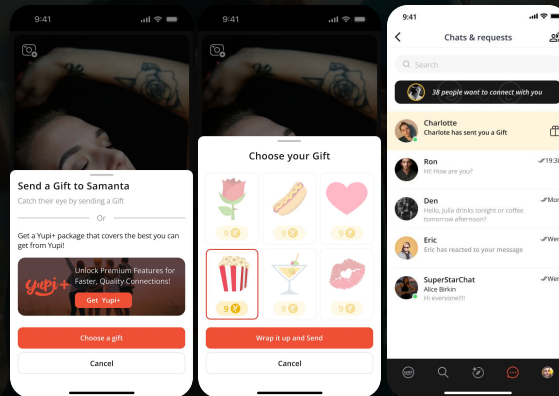 9:41
Send a Gift to Samanta
Catch their eye by sending a Gift
Or
Get a Yupi+ package that covers the best you can
get from Yupi!
Yupi+
Unlock Premium Features for
Faster, Quality Connections!
Get Yupi+
Choose a gift
Cancel
9:41
Choose your Gift
9
9
9
9
9
9
Wrap it up and Send
Cancel
9:41
Chats & requests
Search
38 people want to connect with you
Charlotte
Charlote has sent you a Gift
Ron
19:30
Hi! How are you?
Den
Mon
Hello, Julia drinks tonight or coffee
tomorrow afternoon?
Eric
Wen
Eric has reacted to your message
SuperStarChat
Wen
Alice Birkin
Hi everyone!!!!